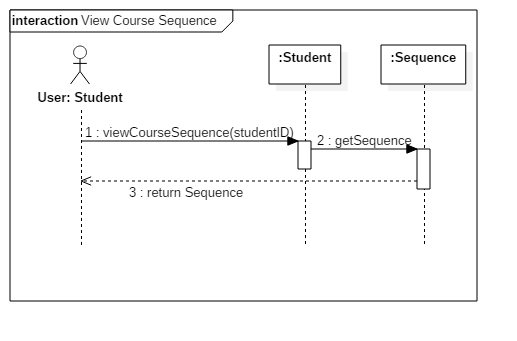 interaction View Course Sequence
:Student
:Sequence
User: Student
1 : viewCourseSequence(studentID)
2 : getSequence
3 : return Sequence